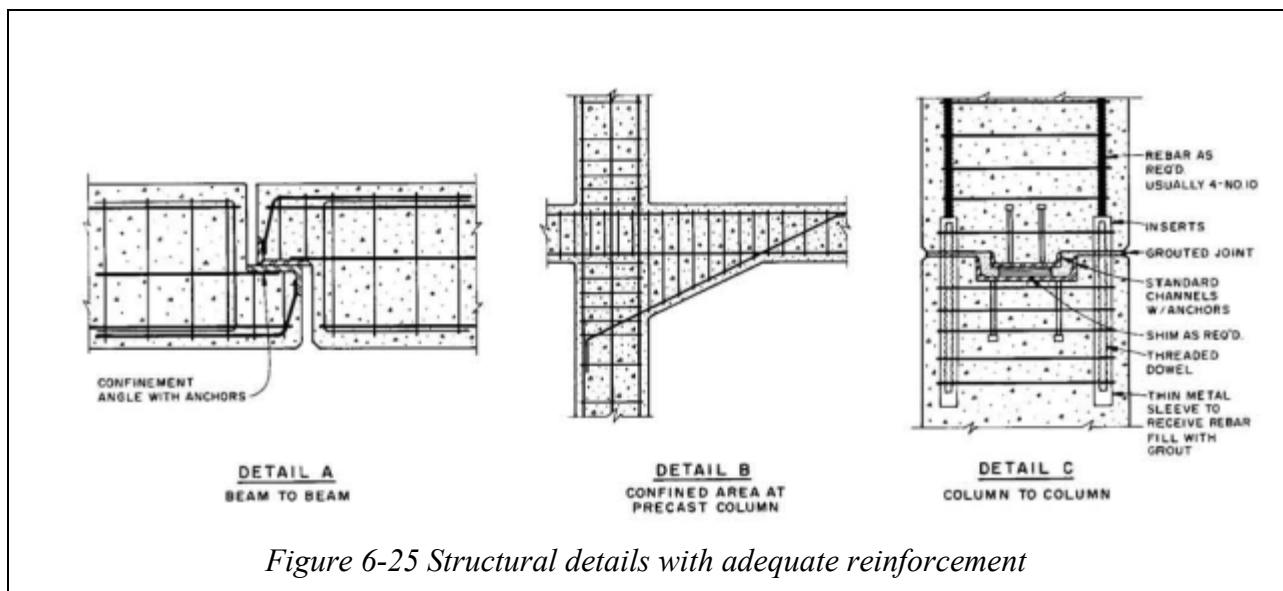 CONFINEMENT
ANGLE WITH ANCHORS
DETAIL A
BEAM TO BEAM
DETAIL B
CONFINED AREA AT
PRECAST COLUMN
REBAR AS
REQ'D.
USUALLY 4-NO.10
INSERTS
GROUTED JOINT
STANDARD
CHANNELS
W/ANCHORS
SHIM AS REQ'D.
THREADED
DOWEL
THIN METAL
SLEEVE TO
RECEIVE REBAR
FILL WITH
GROUT
DETAIL C
COLUMN TO COLUMN
Figure 6-25 Structural details with adequate reinforcement